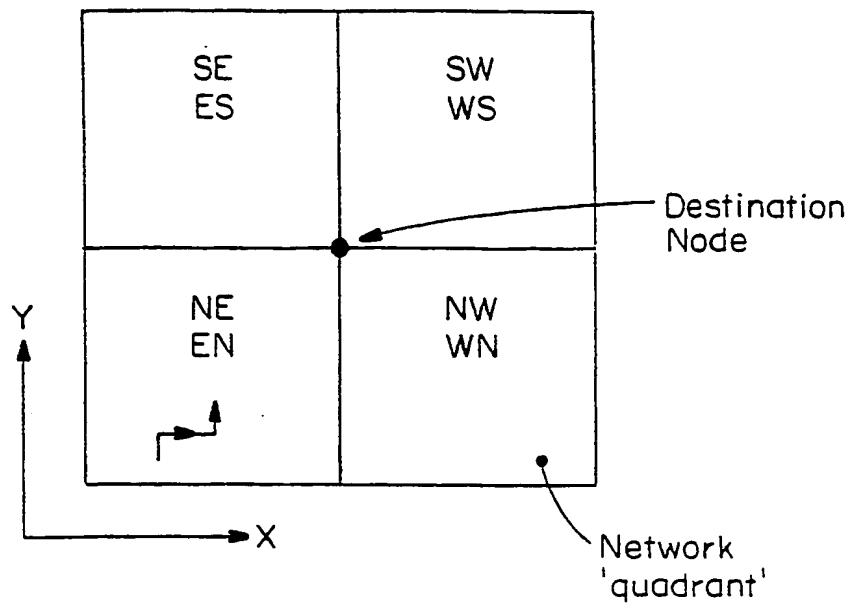 SE
ES
SW
WS
Destination
Node
NE
EN
NW
WN
Y
X
Network
'quadrant'